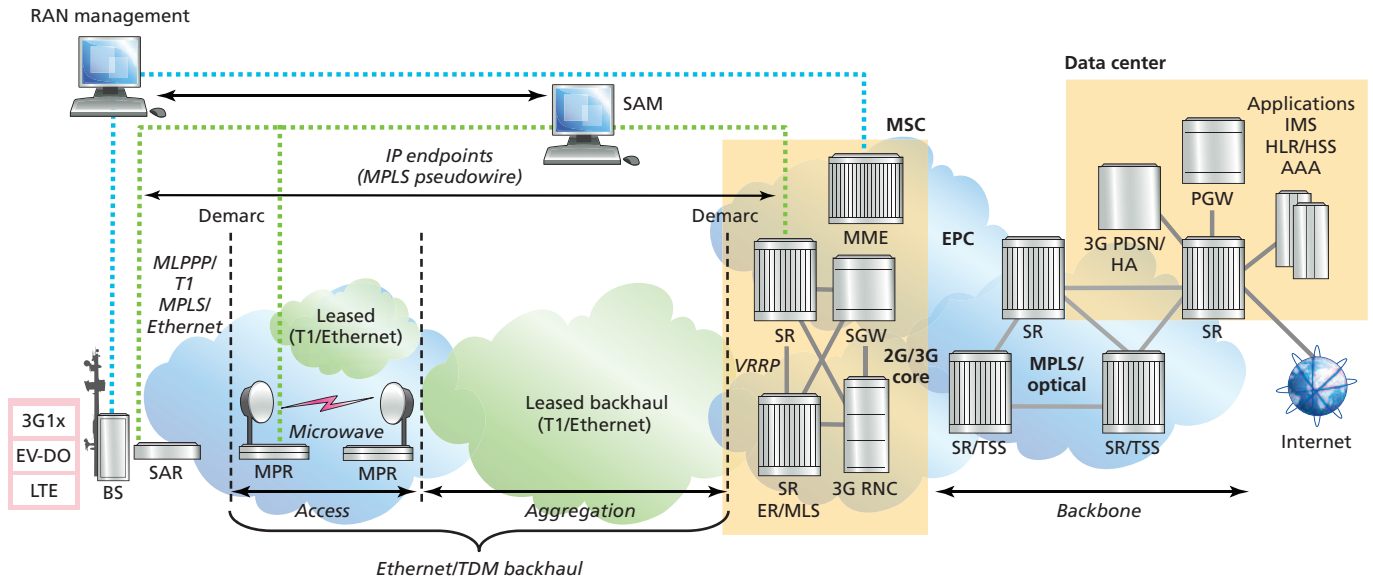 RAN management
SAM
Data center
Applications
IMS
HLR/HSS
AAA
MSC
IP endpoints
(MPLS pseudowire)
PGW
Demarc
Demarc
MME
EPC
3G PDSN/
HA
MLPPP/
T1
MPLS/
Ethernet
Leased
(T1/Ethernet)
SR
SGW
SR
SR
VRRP
2G/3G
core
MPLS/
optical
Leased backhaul
(T1/Ethernet)
3G1x
EV-DO
LTE
Microwave
Internet
BS
SAR
MPR
MPR
SR/TSS
SR/TSS
SR
ER/MLS
3G RNC
Access
Aggregation
Backbone
Ethernet/TDM backhaul